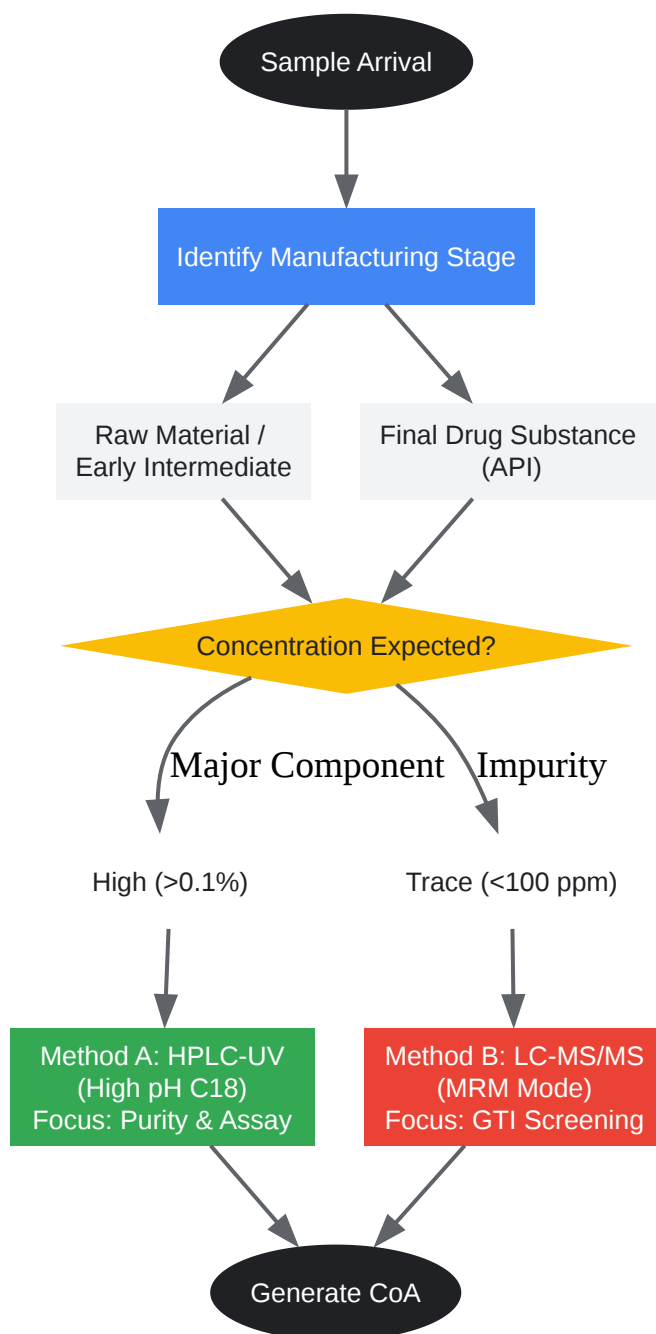 Sample Arrival
Identify Manufacturing Stage
Raw Material /
Early Intermediate
Final Drug Substance
(API)
Concentration Expected?
Major Component
Impurity
High (>0.1%)
Trace (<100 ppm)
Method A: HPLC-UV
(High pH C18)
Focus: Purity & Assay
Method B: LC-MS/MS
(MRM Mode)
Focus: GTI Screening
Generate CoA